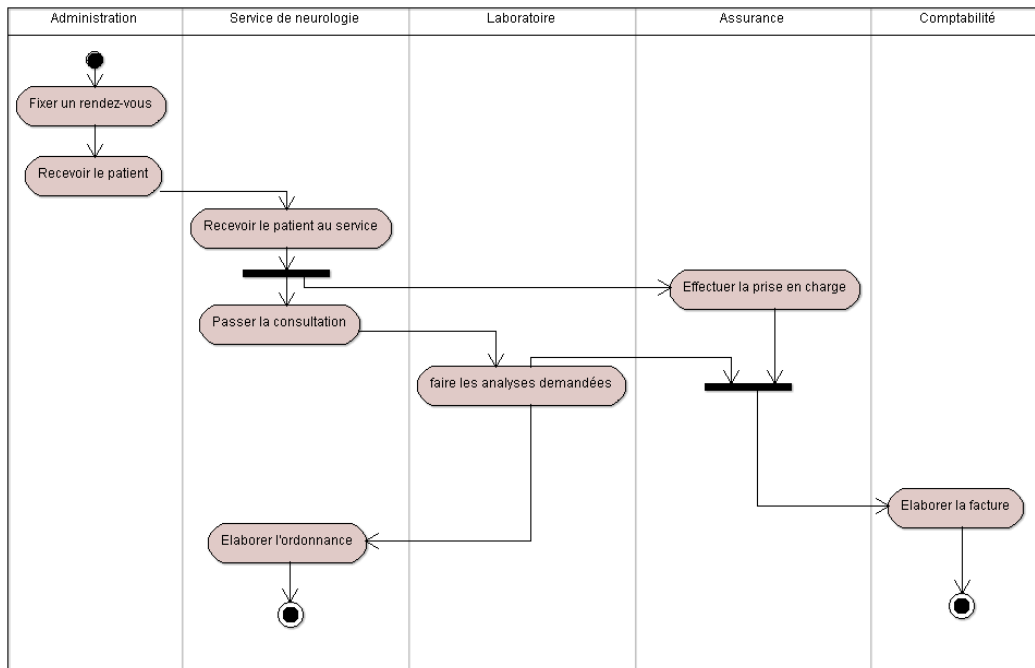 Administration
Service de neurologie
Laboratoire
Assurance
Comptabilité
Fixer un rendez-vous
Recevoir le patient
Recevoir le patient au service
Effectuer la prise en charge
Passer la consultation
faire les analyses demandées
Elaborer la facture
Elaborer l'ordonnance